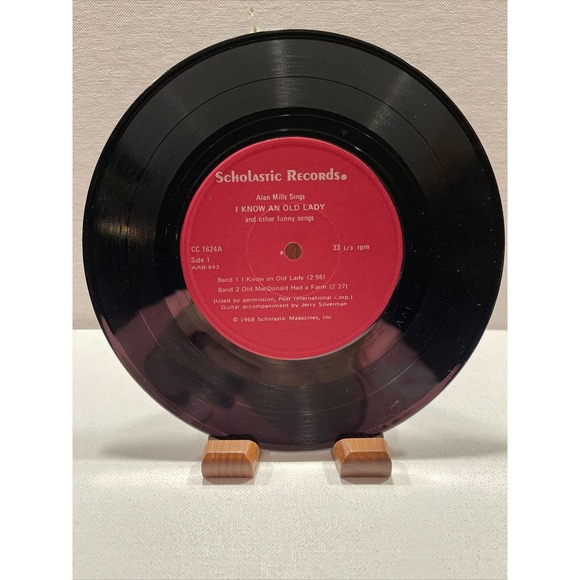 Scholastic Records®
Alan Mills Sings
I KNOW AN OLD LADY
and other funny songs
CC 1624A
Side 1
AAB-843
33 1/3 rpm
Band 1 I Know an Old Lady (2:55)
Band 2 Old MacDonald Had a Farm (2:27)
(Used by permission, Peer International Corp.)
Guitar accompaniment by Jerry Silverman
© 1968 Scholastic Magazines, Inc